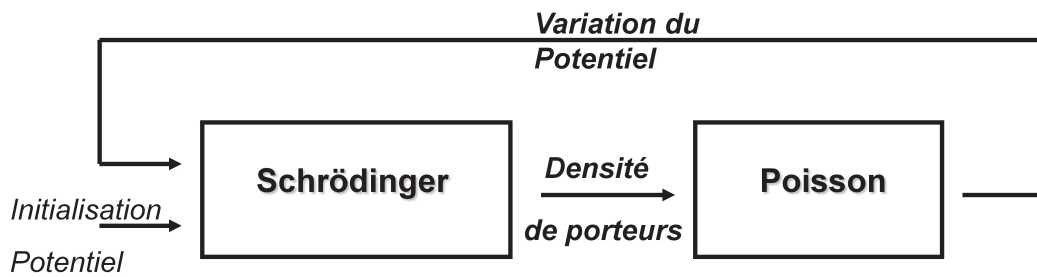 Variation du
Potentiel
Schrödinger
Densité
de porteurs
Poisson
Initialisation
Potentiel